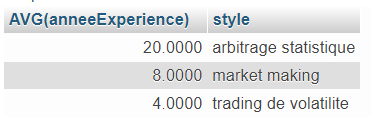 AVG(anneeExperience) style
20.0000 arbitrage statistique
8.0000 market making
4.0000 trading de volatilite